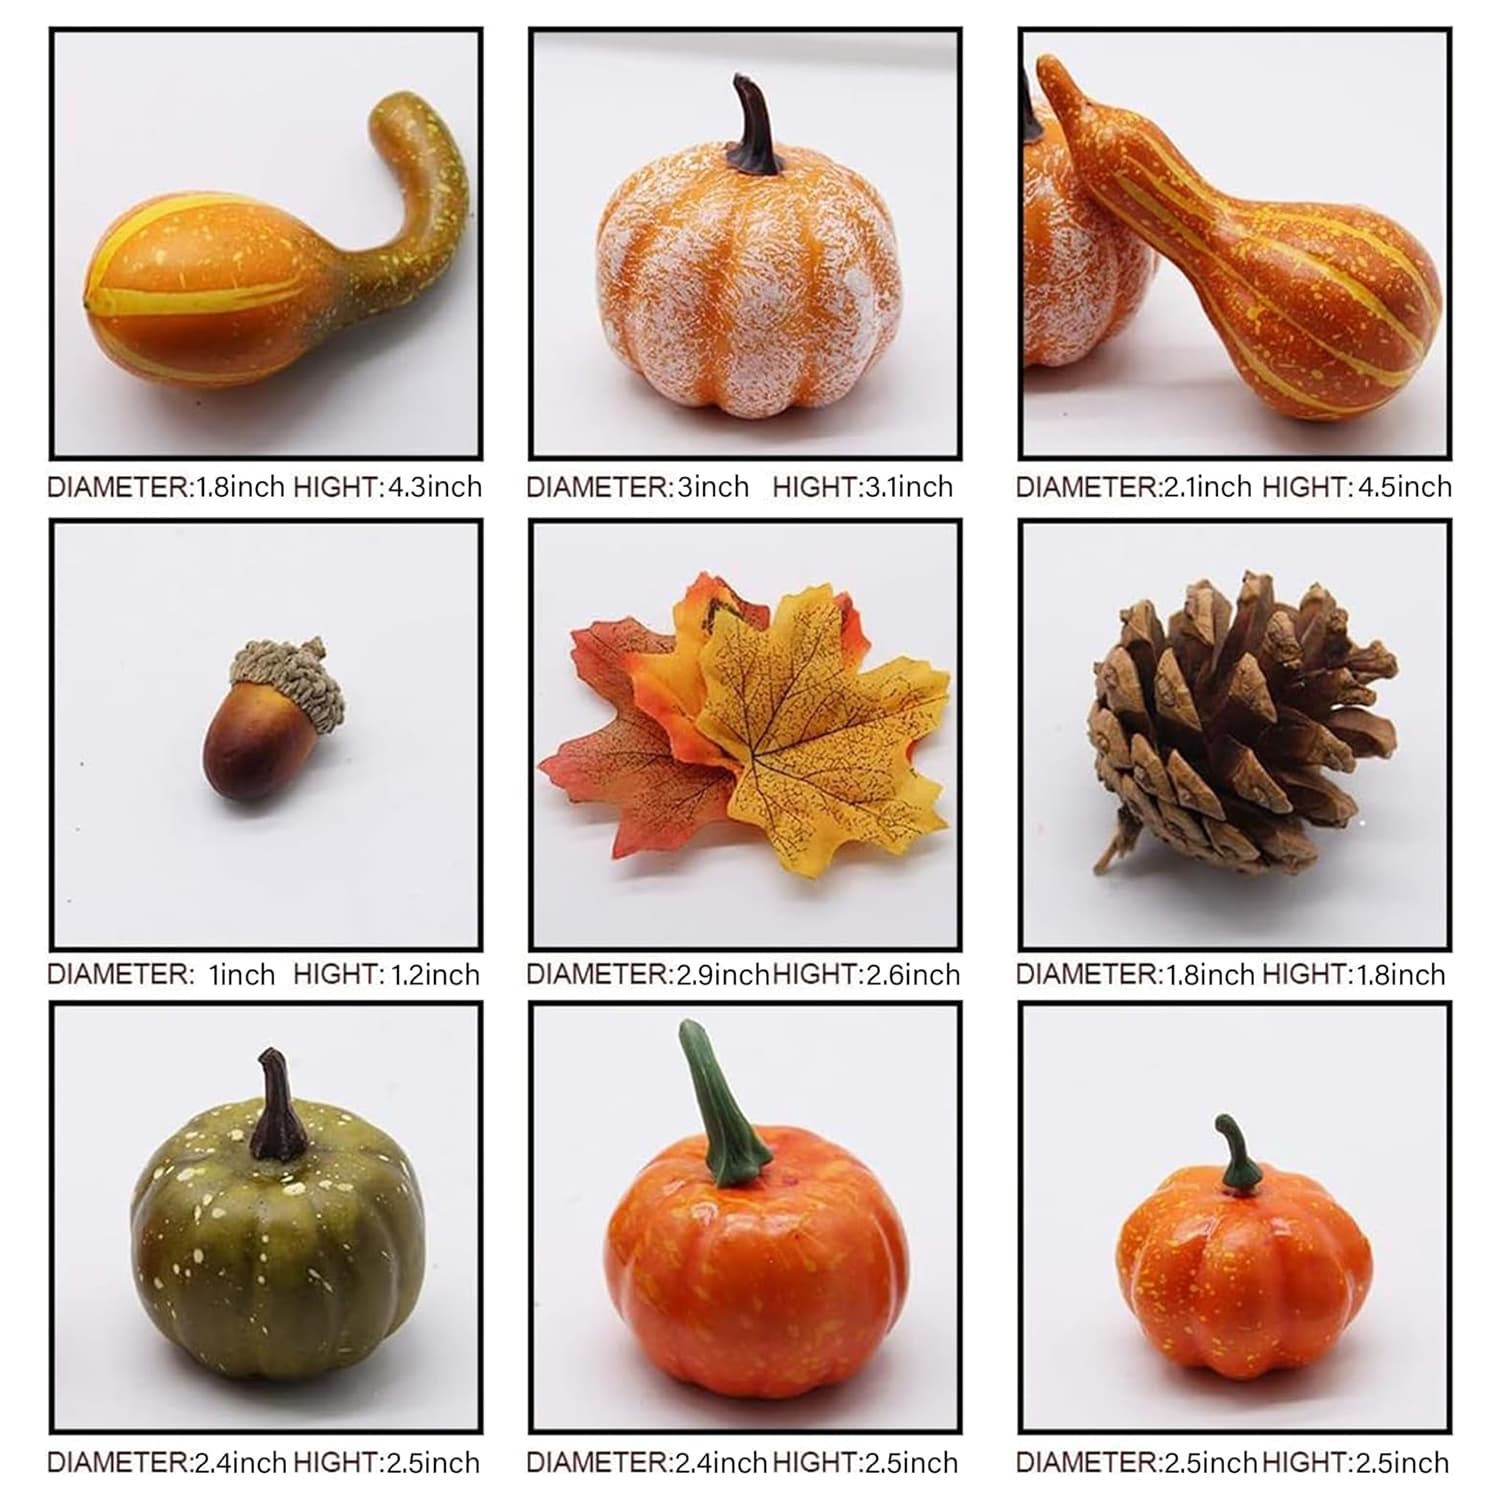 DIAMETER:1.8inch HIGHT:4.3inch
DIAMETER:3inch HIGHT:3.1inch
DIAMETER:2.1inch HIGHT:4.5inch
DIAMETER: 1inch HIGHT:1.2inch
DIAMETER:2.9inch HIGHT:2.6inch
DIAMETER:1.8inch HIGHT:1.8inch
DIAMETER:2.4inch HIGHT:2.5inch
DIAMETER:2.4inch HIGHT:2.5inch
DIAMETER:2.5inch HIGHT:2.5inch